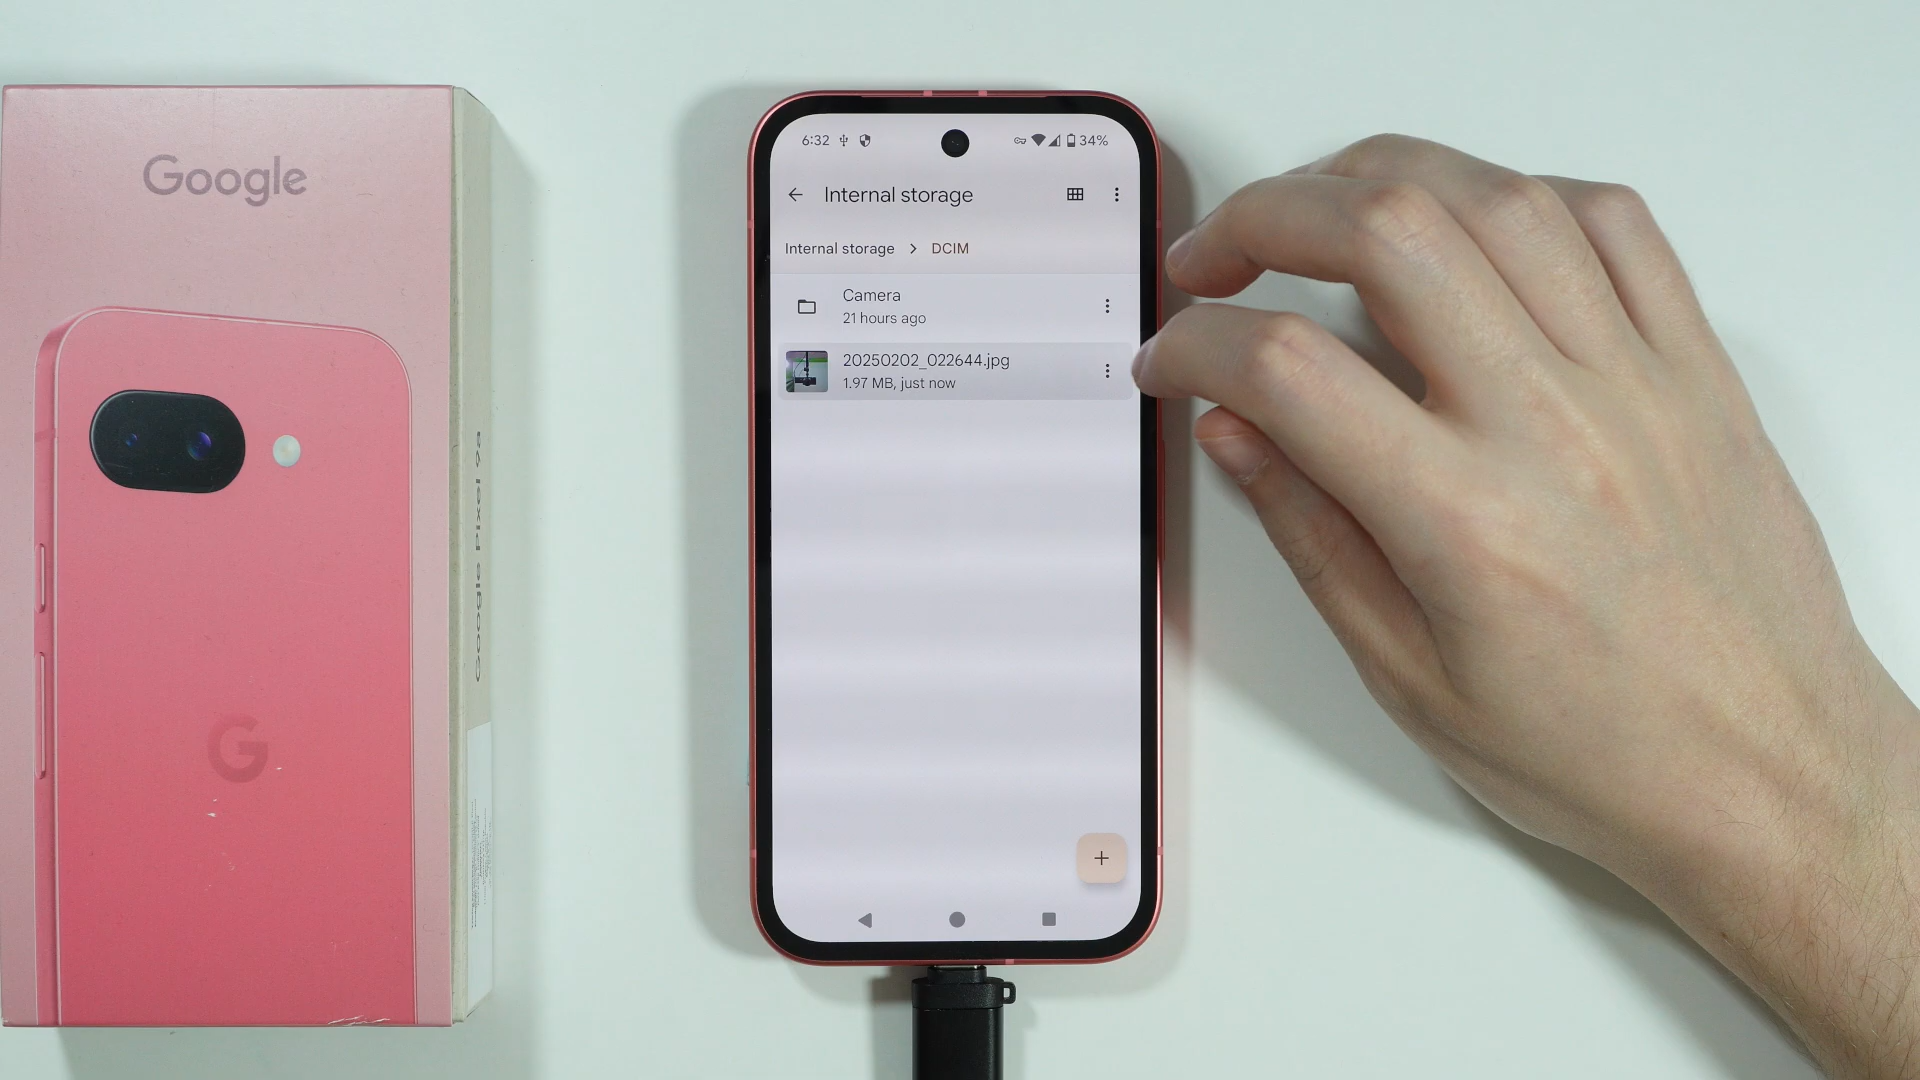 Google
Google Pixel 9a
G
6:32
34%
Internal storage
Internal storage > DCIM
Camera
21 hours ago
20250202_022644.jpg
1.97 MB, just now